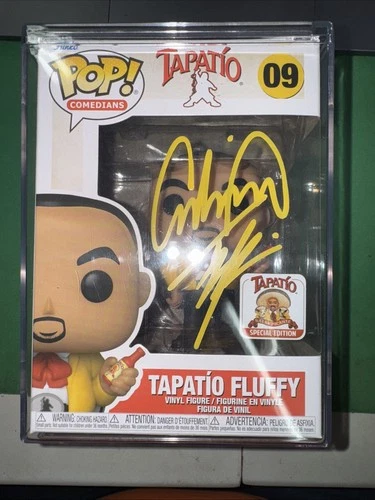 Funko
POP!
COMEDIANS
TAPATÍO
09
TAPATÍO
SPECIAL EDITION
TAPATÍO FLUFFY
VINYL FIGURE / FIGURINE EN VINYLE
FIGURA DE VINIL
WARNING: CHOKING HAZARD
ATTENTION: DANGER D'ÉTOUFFEMENT
ADVERTENCIA: PELIGRO DE ASFIXIA